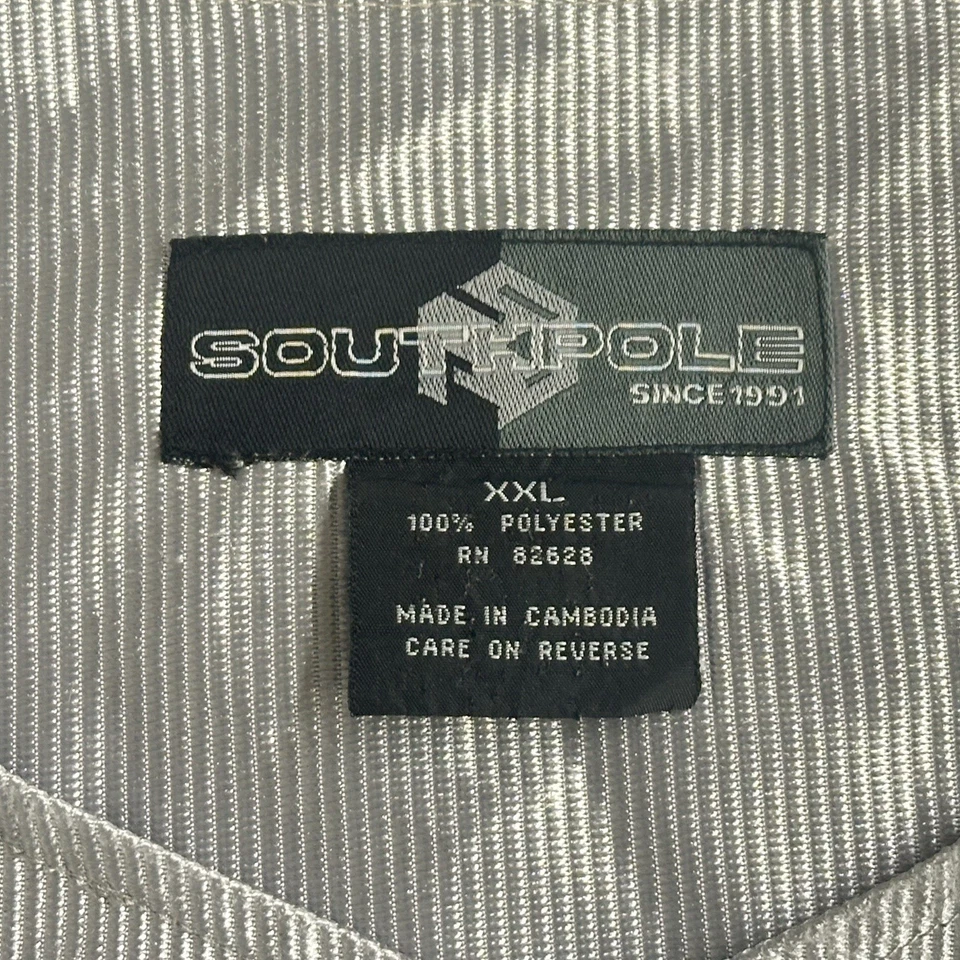 SOUTHPOLE
SINCE 1991
XXL
100% POLYESTER
RN 82628
MADE IN CAMBODIA
CARE ON REVERSE